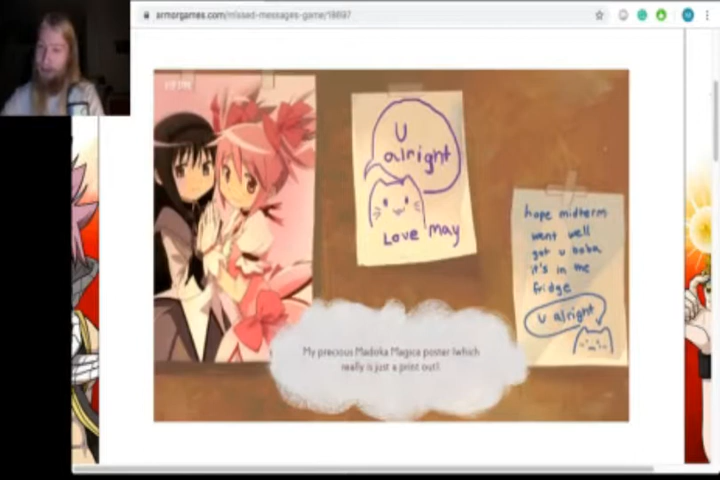 armorgames.com/missed-messages-game/18697
U
alright
Love may
hope midterm
went well
got u boba
it's in the
fridge
u alright
My precious Madoka Magica poster (which
really is just a print out)